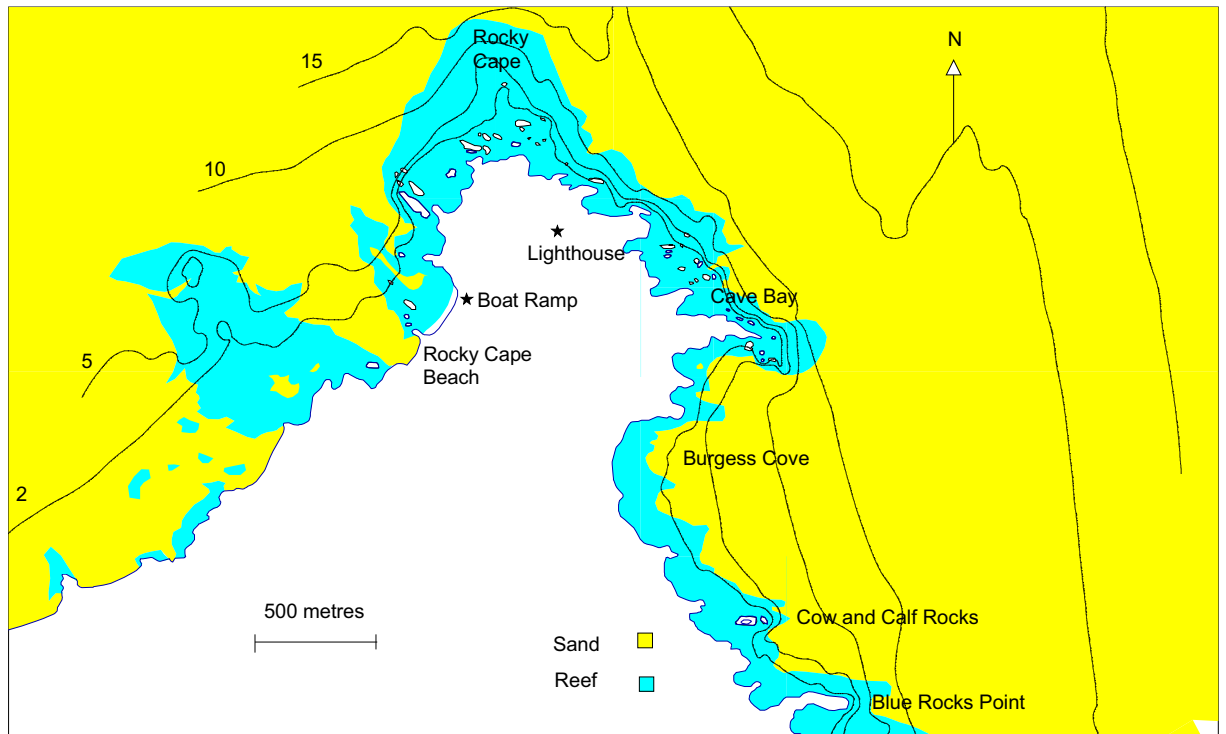 Rocky
Cape
N
15
10
Lighthouse
Cave Bay
Boat Ramp
Rocky Cape
Beach
5
Burgess Cove
2
500 metres
Cow and Calf Rocks
Sand
Reef
Blue Rocks Point